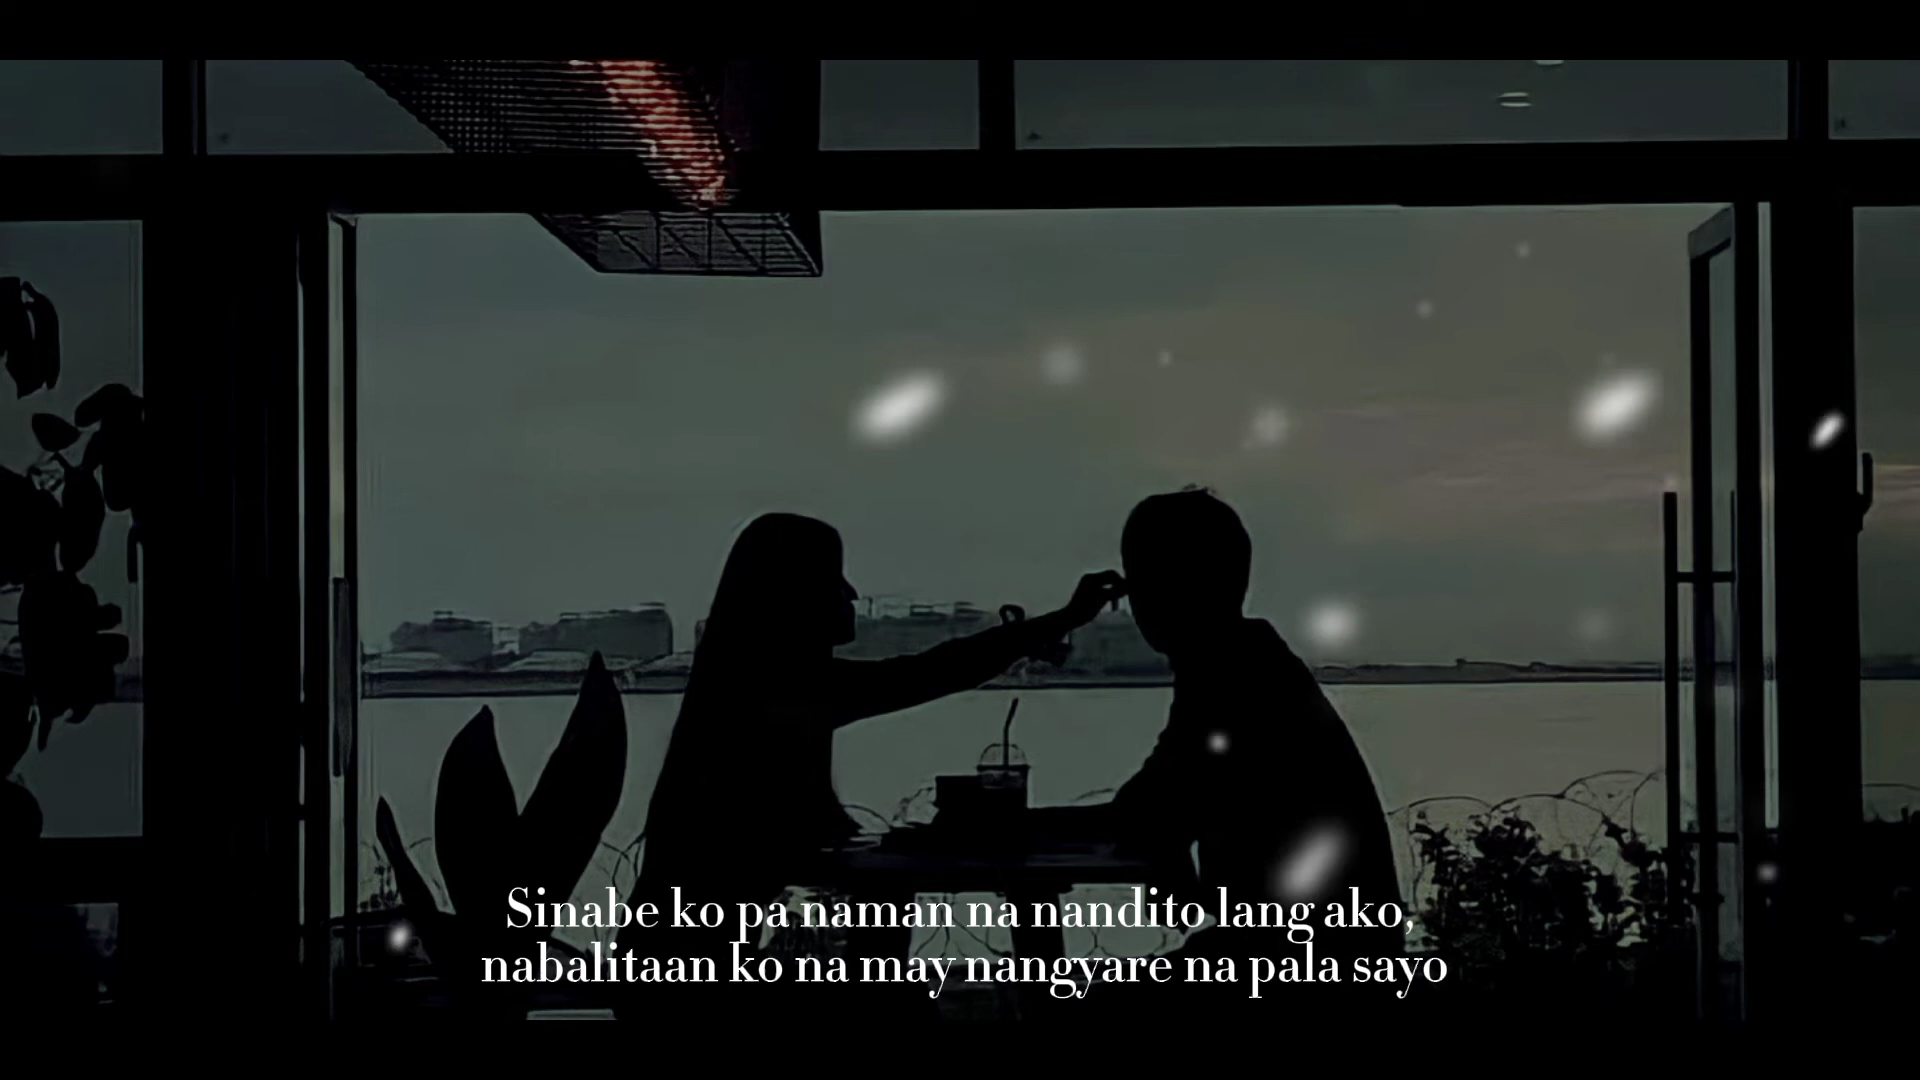 Sinabe ko pa naman na nandito lang ako,
nabalitaan ko na may nangyare na pala sayo